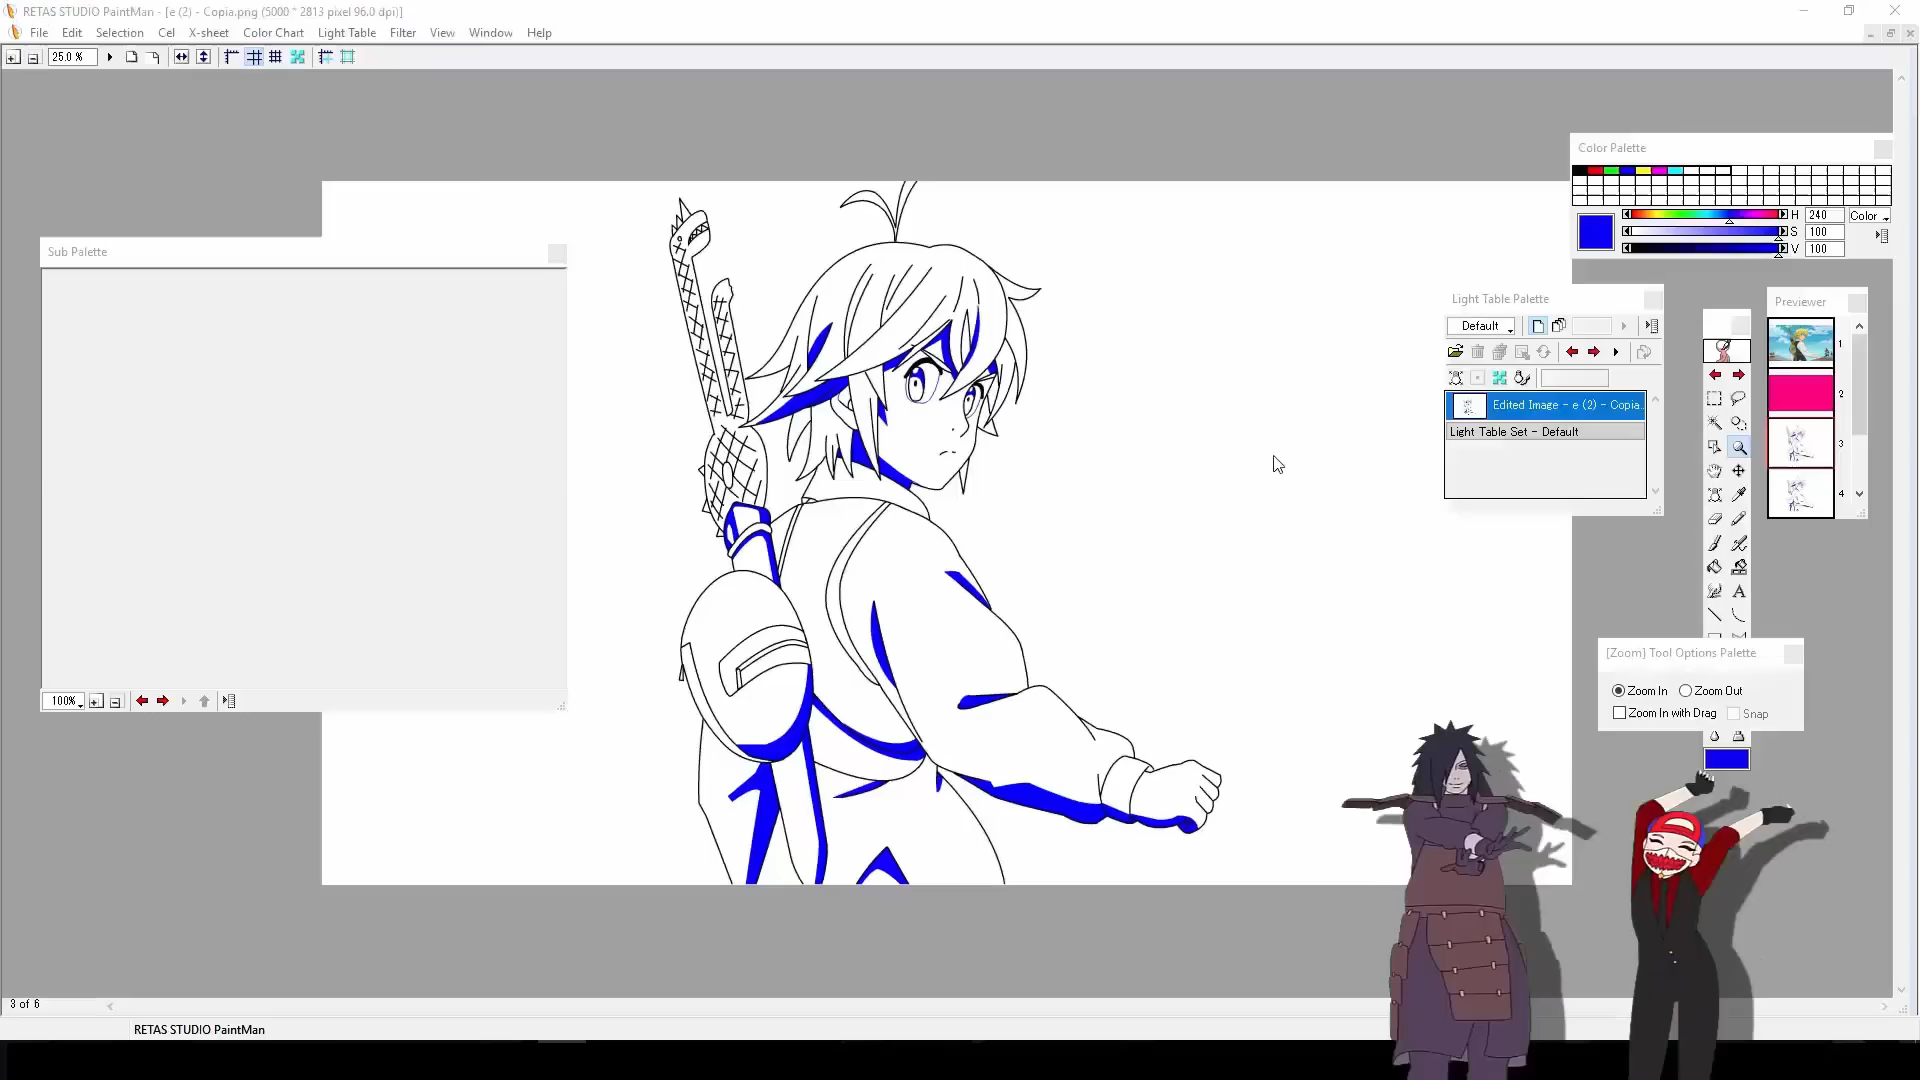 RETAS STUDIO PaintMan - [e (2) - Copia.png (5000 * 2813 pixel 96.0 dpi)]
File Edit Selection Cel X-sheet Color Chart Light Table Filter View Window Help
25.0 %
Color Palette
H 240 Color
S 100
V 100
Sub Palette
Light Table Palette
Previewer
Default
1
Edited Image - e (2) - Copia.
2
Light Table Set - Default
3
4
A
[Zoom] Tool Options Palette
Zoom In Zoom Out
Zoom In with Drag Snap
100%
3 of 6
RETAS STUDIO PaintMan